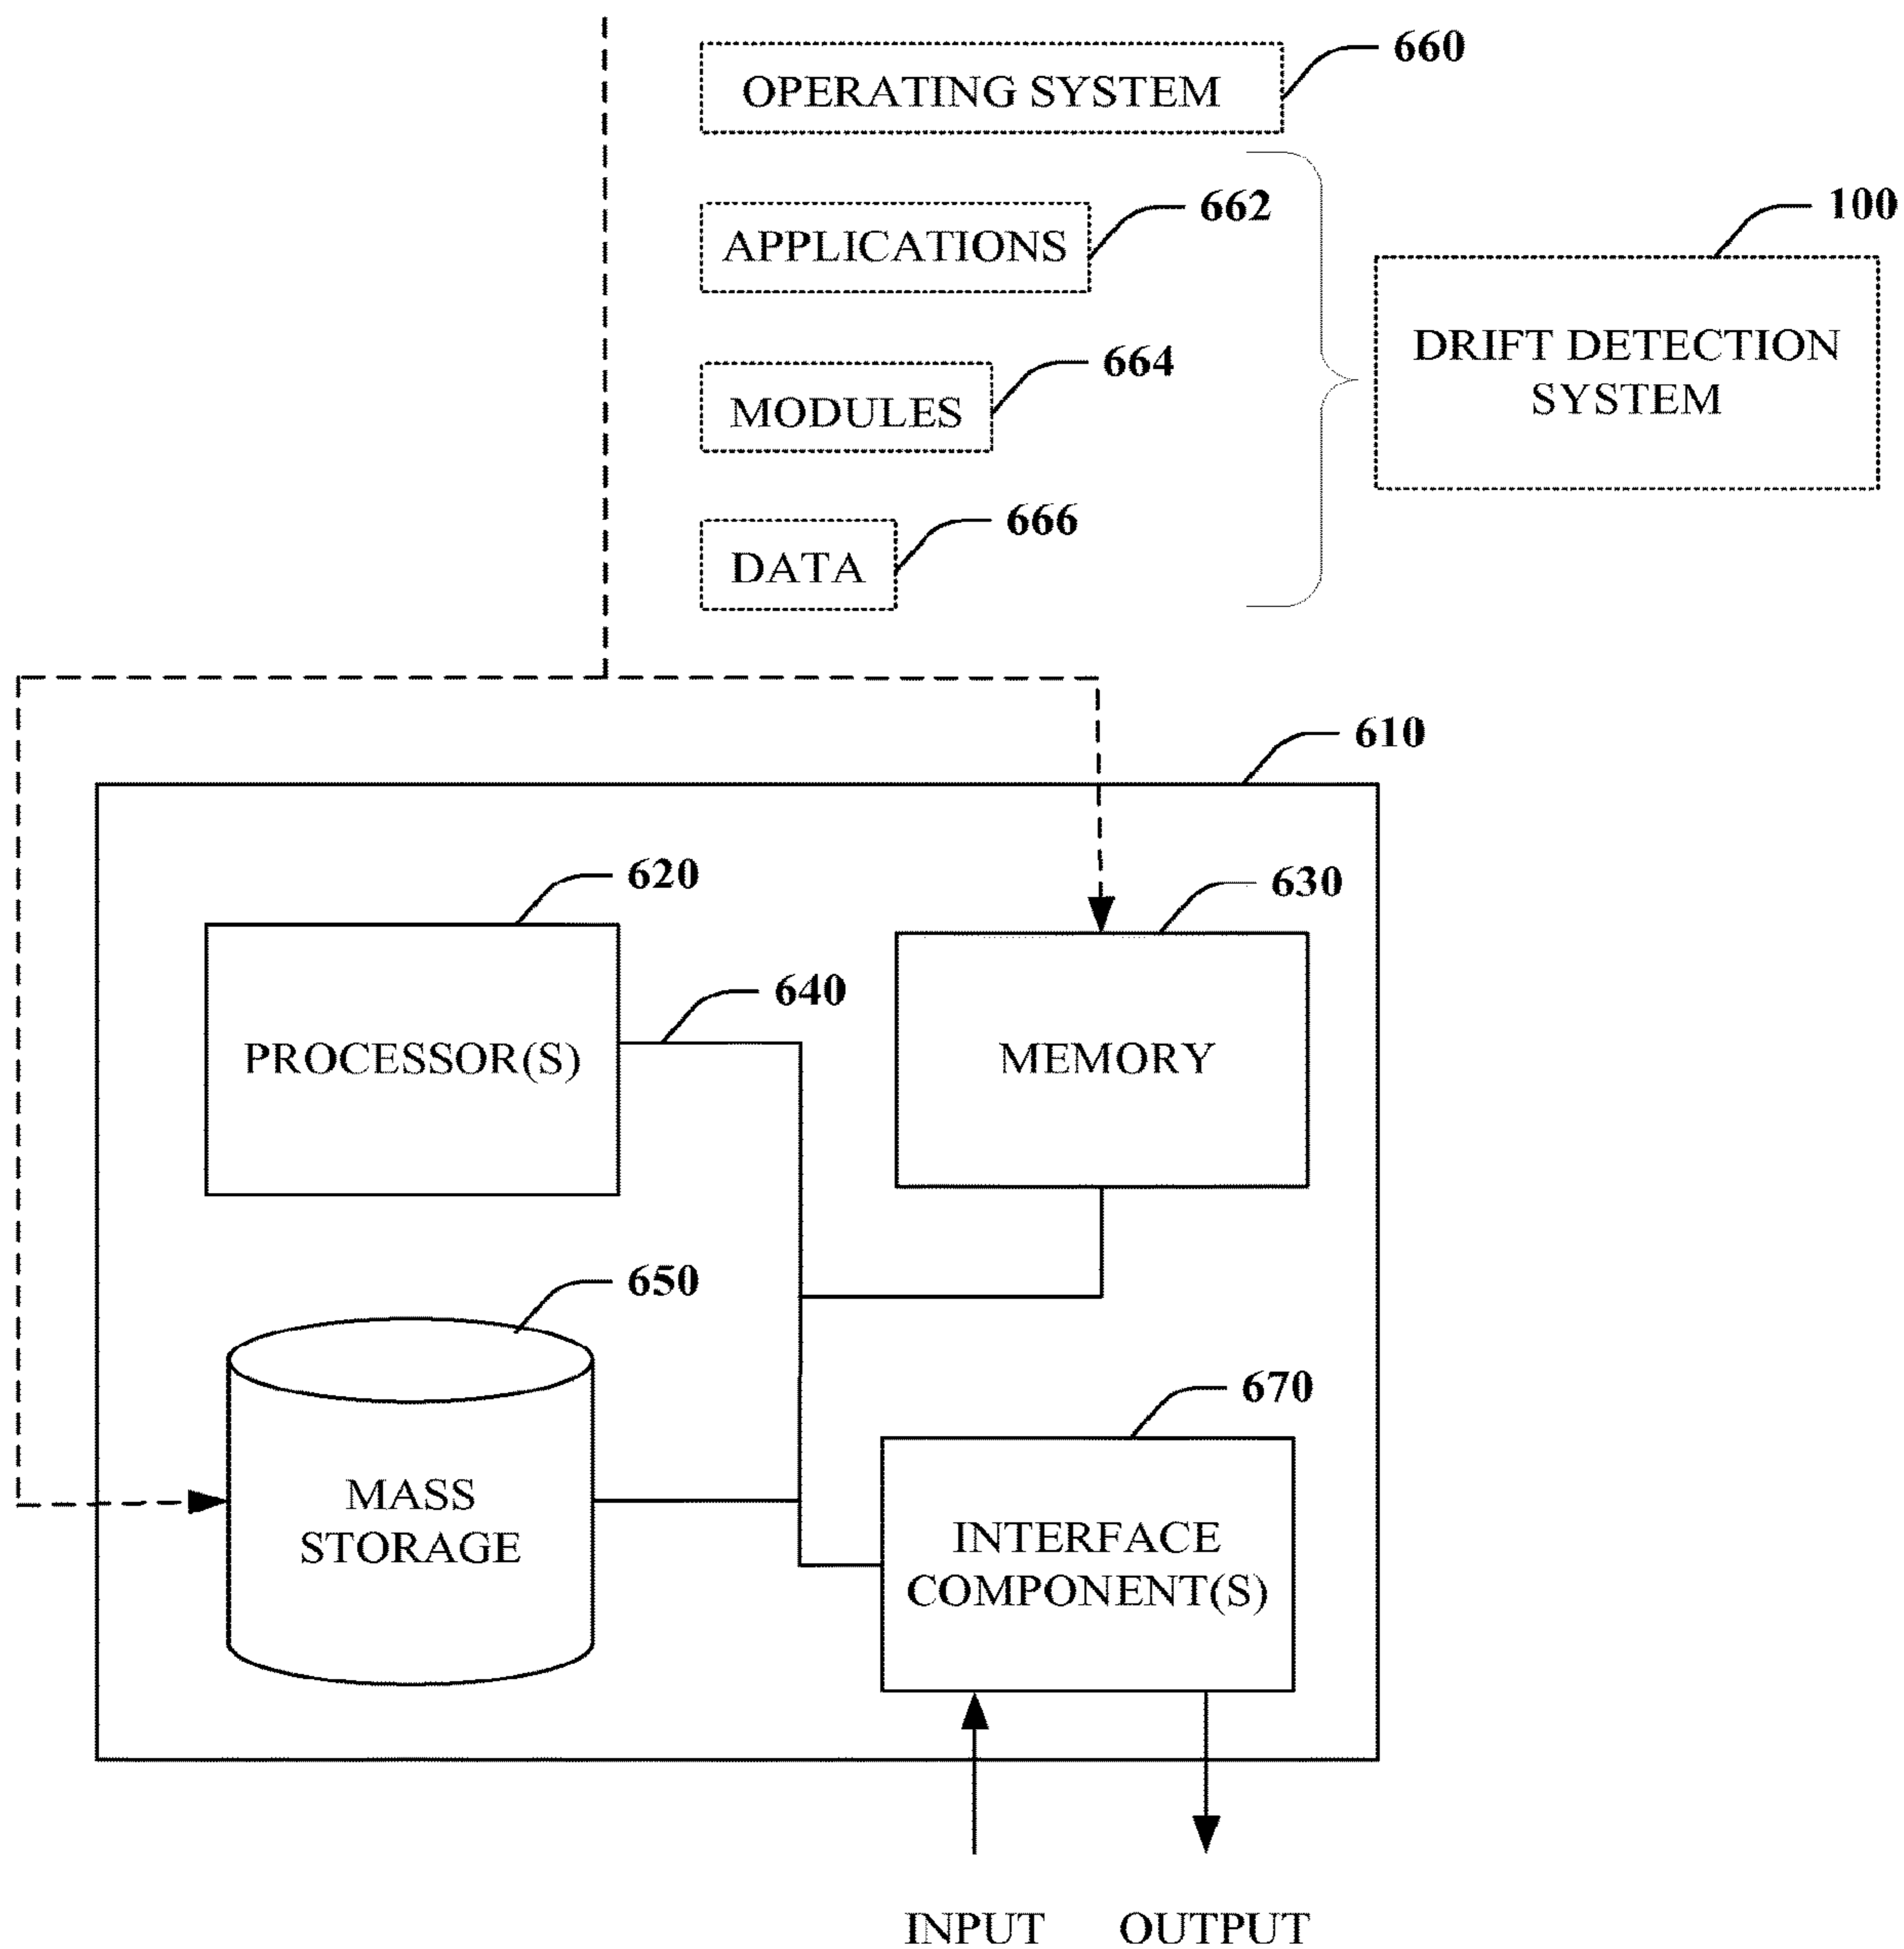 660
OPERATING SYSTEM
662
100
APPLICATIONS
DRIFT DETECTION
SYSTEM
664
MODULES
666
DATA
610
620
630
640
PROCESSOR(S)
MEMORY
650
670
MASS
STORAGE
INTERFACE
COMPONENT(S)
INPUT
OUTPUT